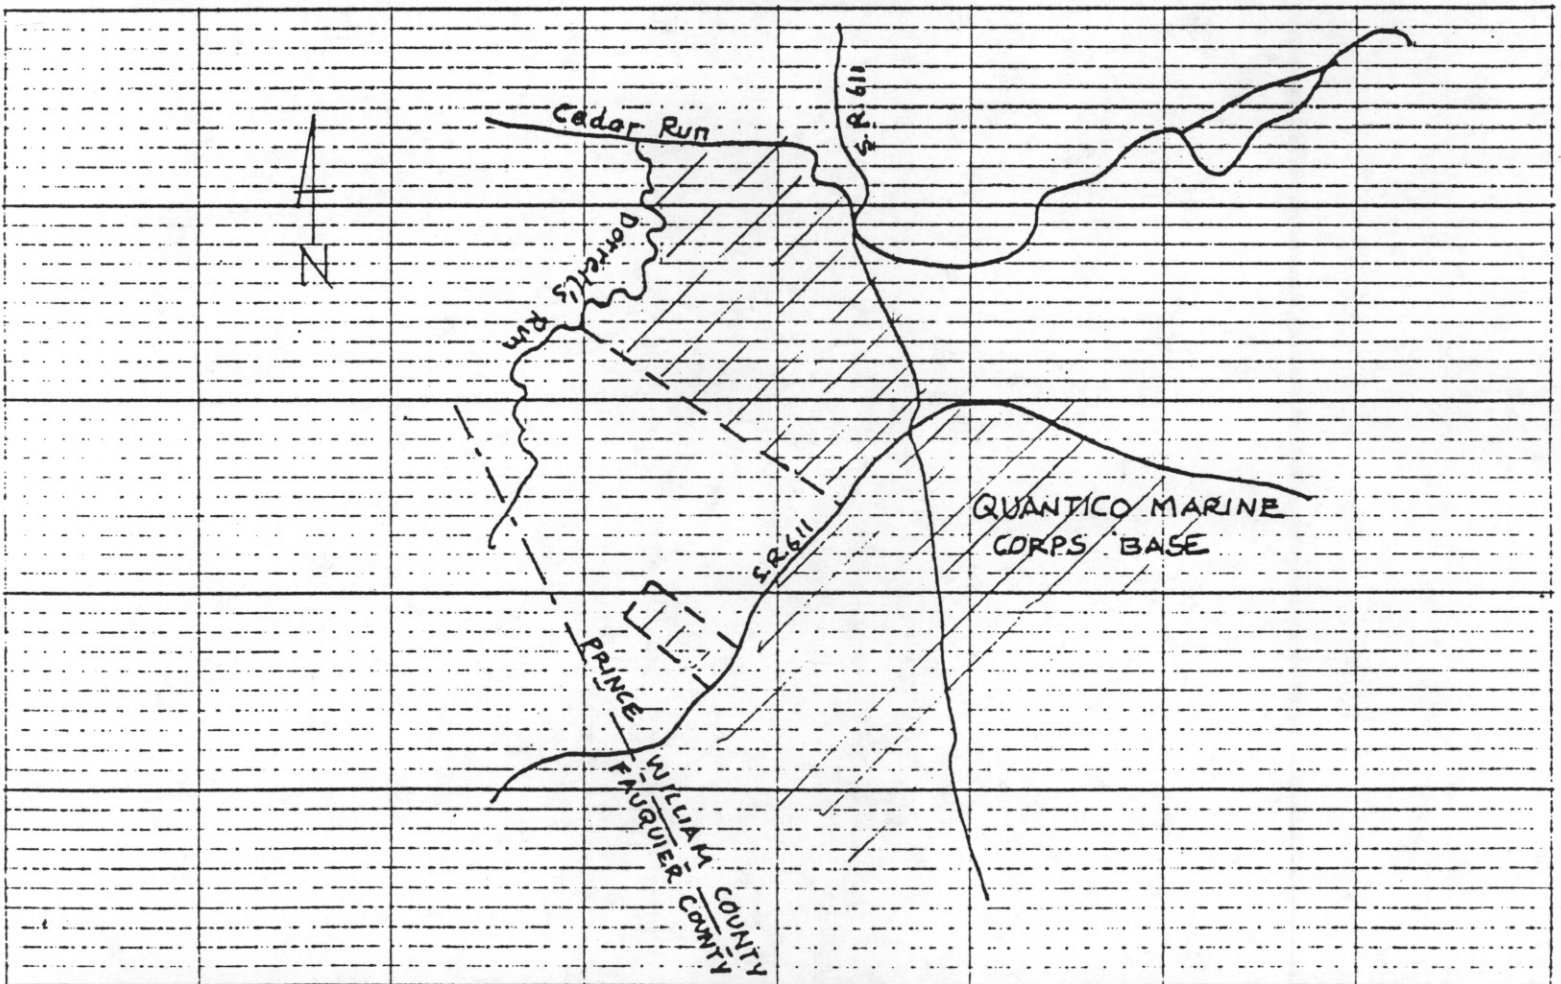 Cedar Run
S.R. 611
N
Dorrell's
Run
QUANTICO MARINE
CORPS BASE
S.R 611
PRINCE WILLIAM COUNTY
FAUQUIER COUNTY